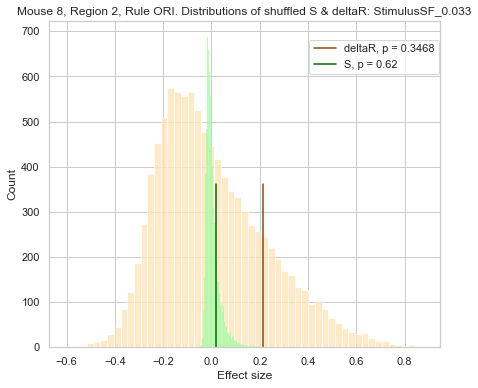 Mouse 8, Region 2, Rule ORI. Distributions of shuffled S & deltaR: StimulusSF_0.033
700
600
500
400
300
200
100
0
Count
deltaR, p = 0.3468
S, p = 0.62
−0.6 −0.4 −0.2 0.0 0.2 0.4 0.6 0.8
Effect size